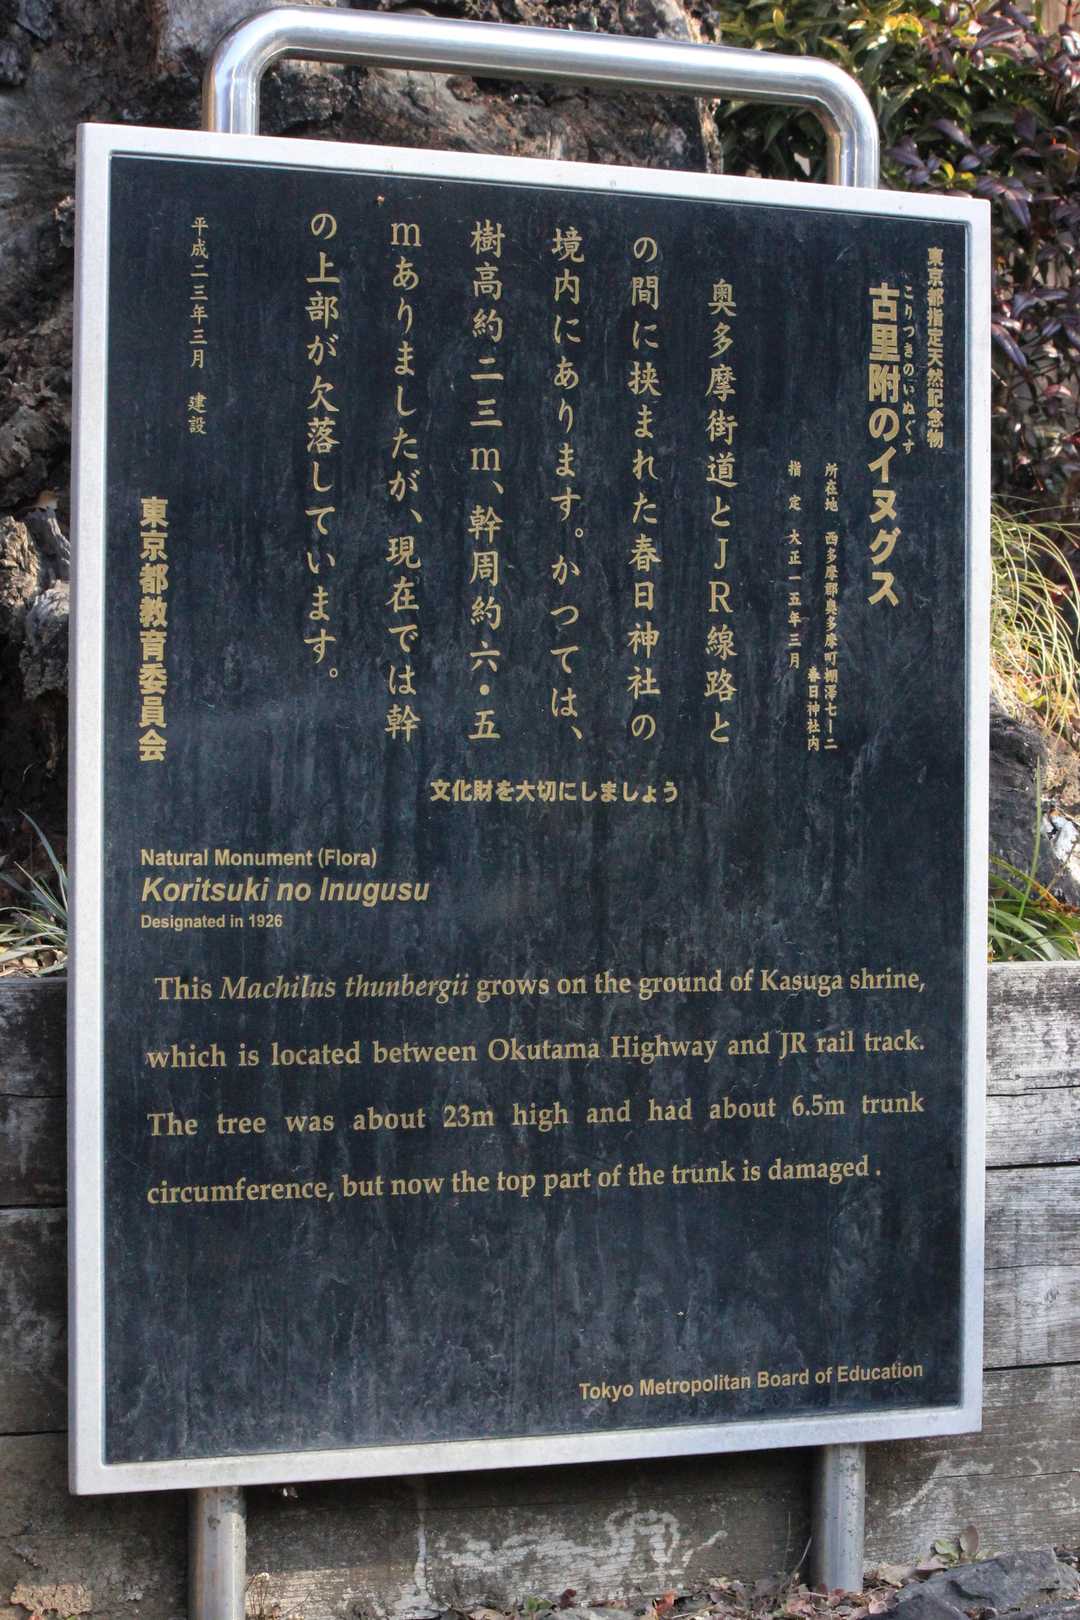 東京都指定天然記念物
こりつきのいぬぐす
古里附のイヌグス
所在地 西多摩郡奥多摩町棚澤七ー二
春日神社内
指定 大正一五年三月
奥多摩街道とJR線路と
の間に挟まれた春日神社の
境内にあります。かつては、
樹高約二三m、幹周約六・五
mありましたが、現在では幹
の上部が欠落しています。
平成二三年三月 建設
東京都教育委員会
文化財を大切にしましょう
Natural Monument (Flora)
Koritsuki no Inugusu
Designated in 1926
This Machilus thunbergii grows on the ground of Kasuga shrine,
which is located between Okutama Highway and JR rail track.
The tree was about 23m high and had about 6.5m trunk
circumference, but now the top part of the trunk is damaged .
Tokyo Metropolitan Board of Education